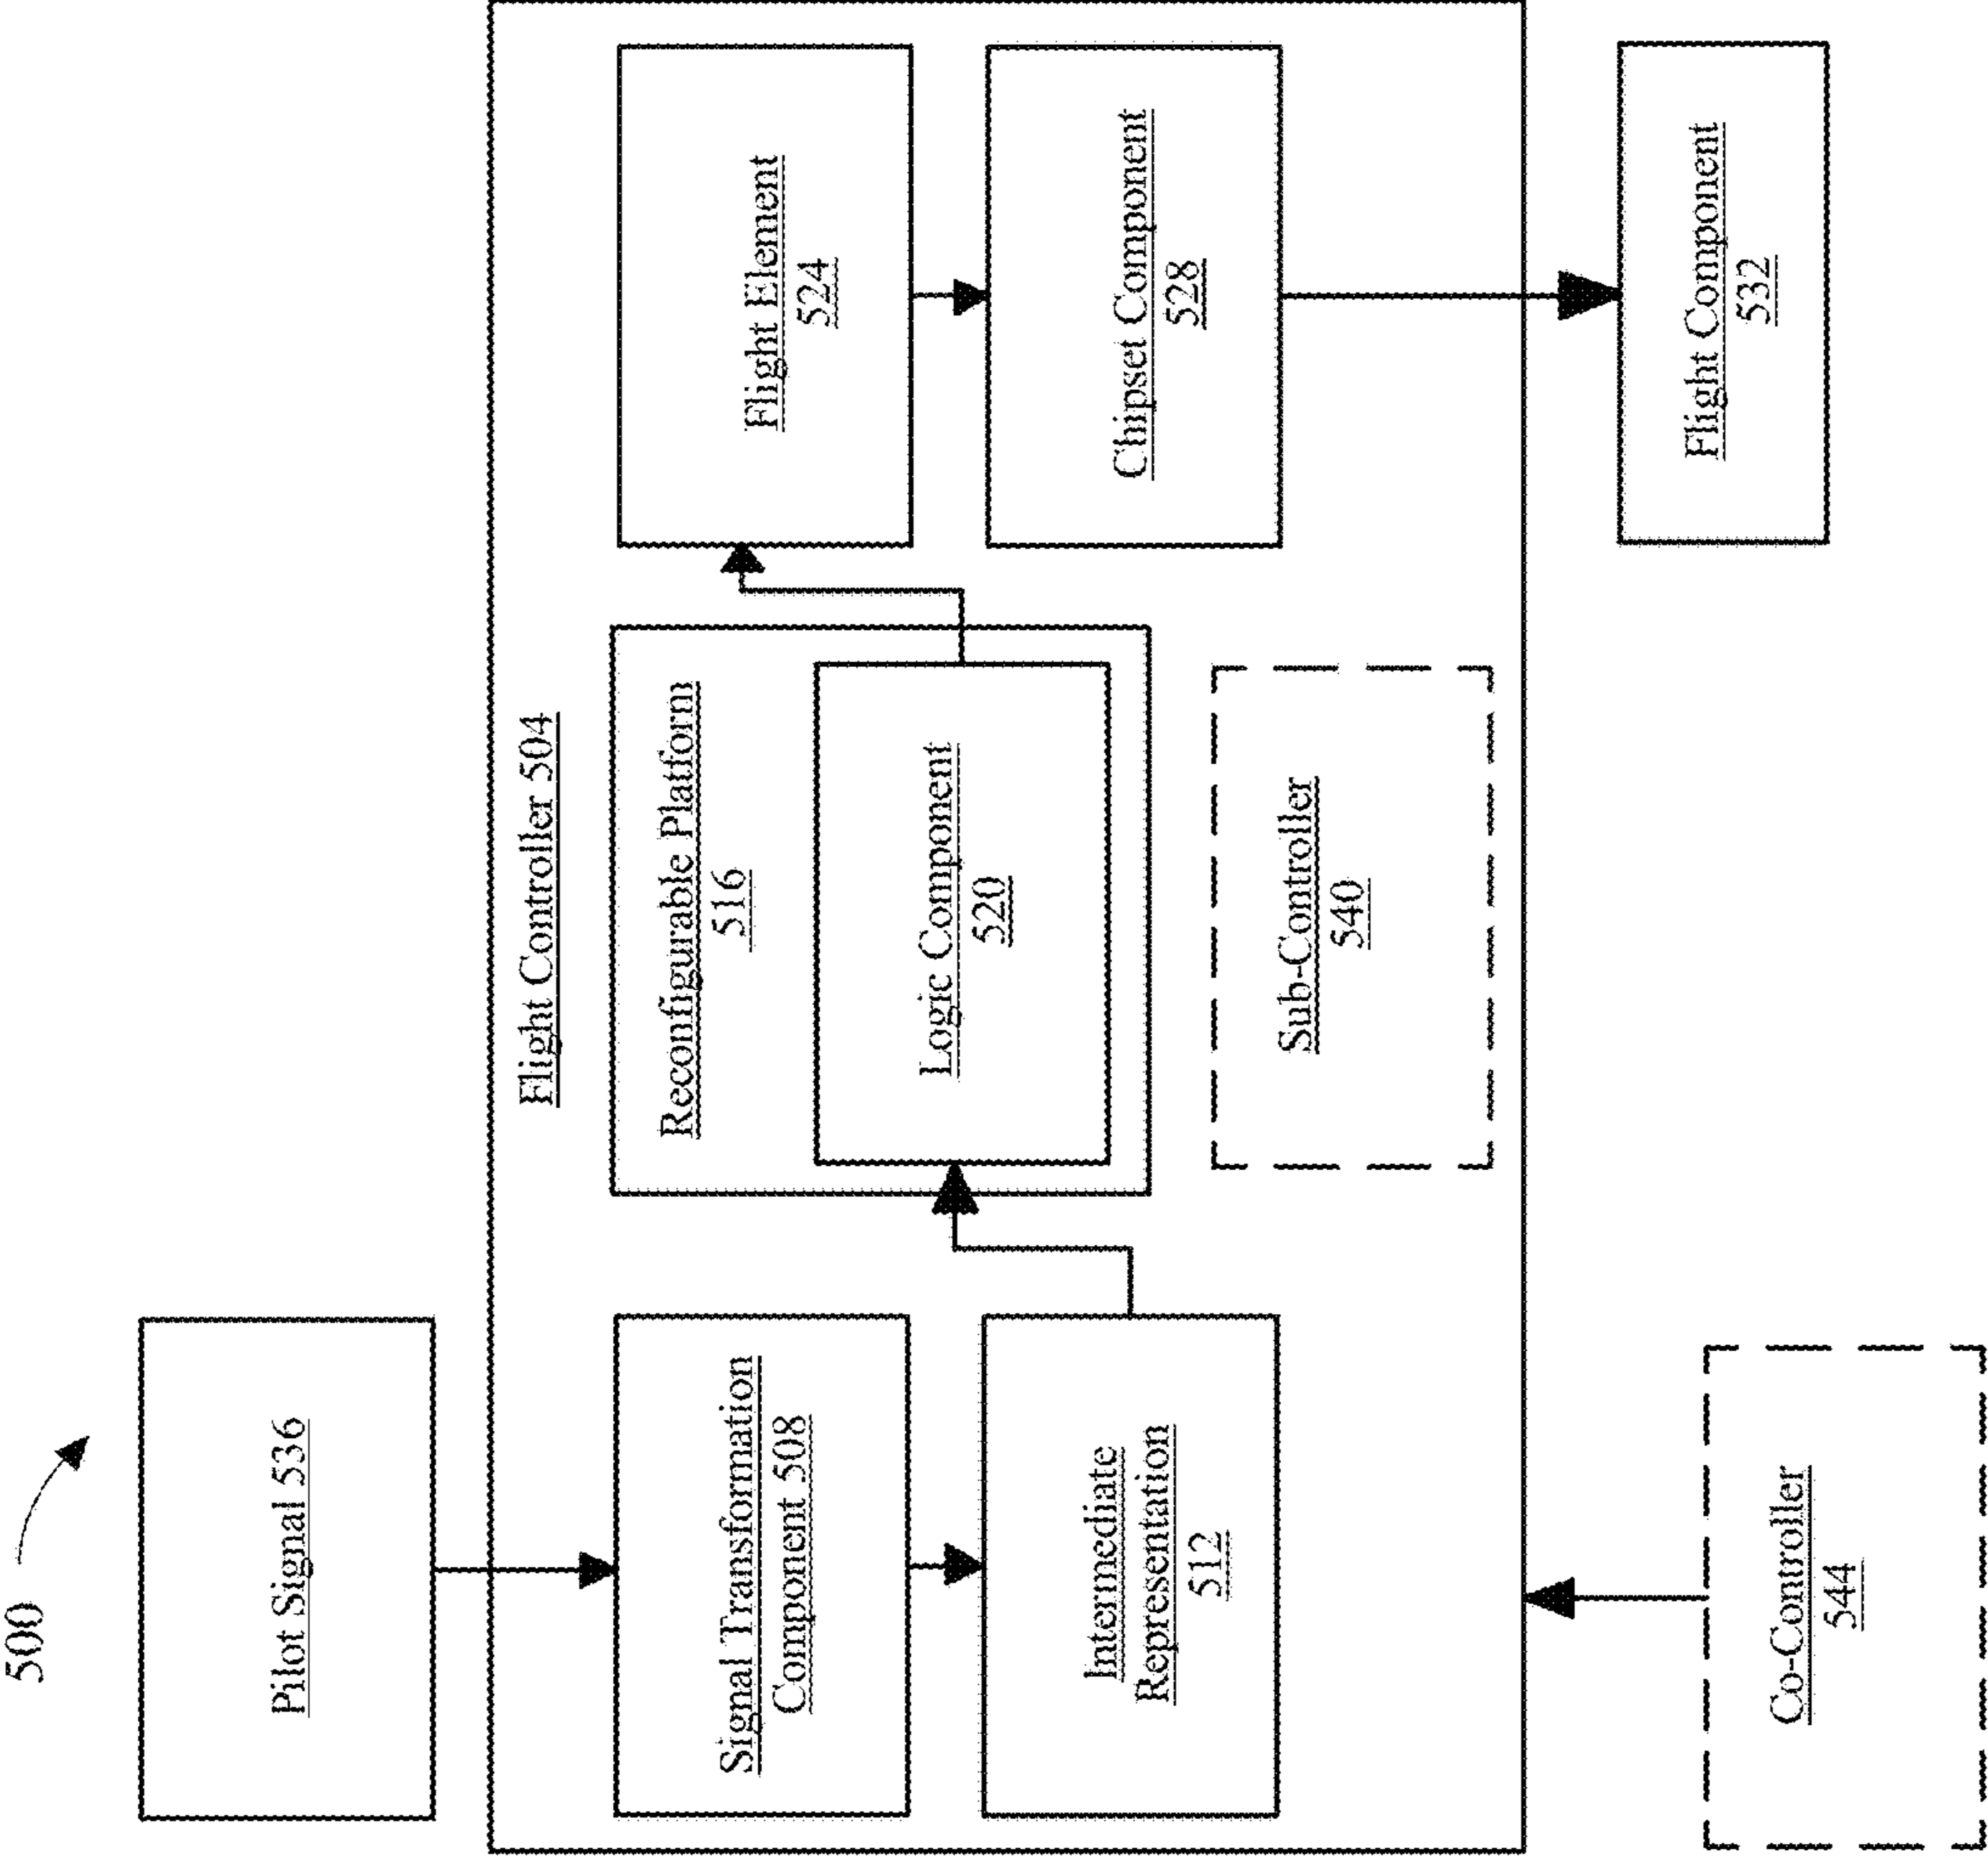 500
Pilot Signal 536
Flight Controller 504
Signal Transformation
Component 508
Intermediate
Representation
512
Reconfigurable Platform
516
Logic Component
520
Sub-Controller
540
Flight Element
524
Chipset Component
528
Co-Controller
544
Flight Component
532